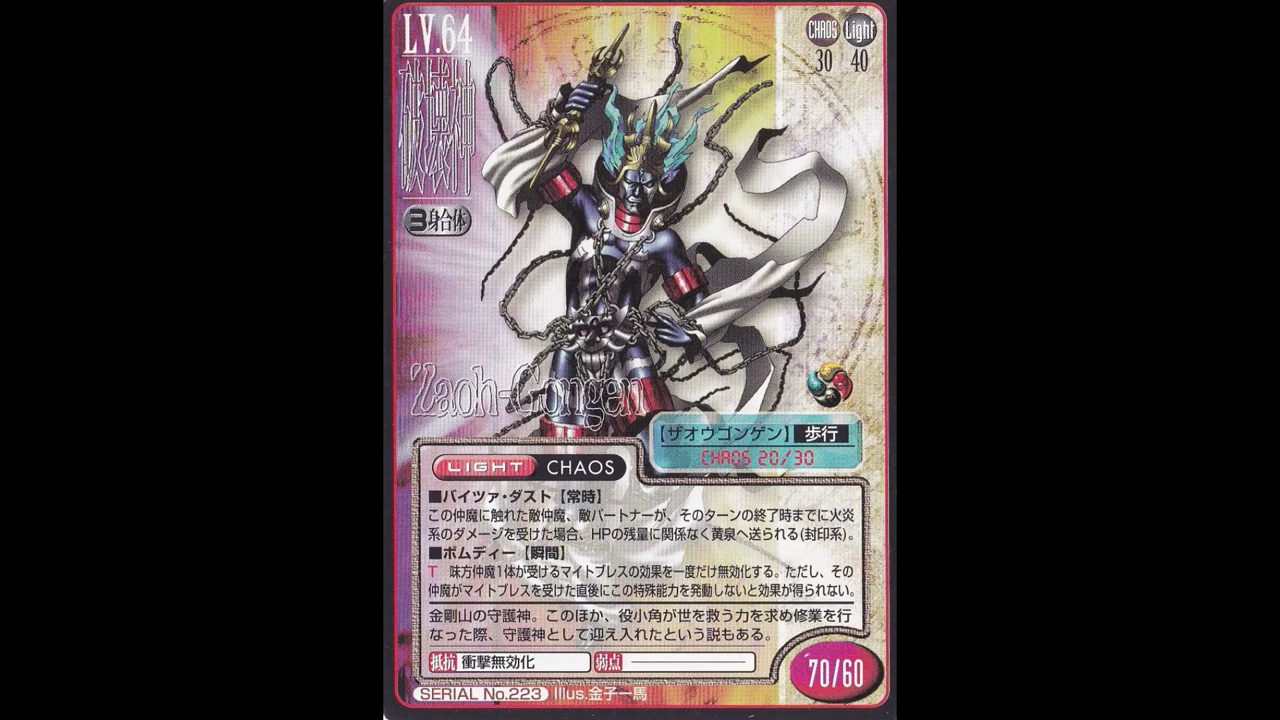 LV.64
CHAOS Light
30 40
破壊神
3身合体
Zaoh-Gongen
【ザオウゴンゲン】 歩行
CHAOS 20/30
LIGHT CHAOS
■バイツァ・ダスト【常時】
この仲魔に触れた敵仲魔、敵パートナーが、そのターンの終了時までに火炎
系のダメージを受けた場合、HPの残量に関係なく黄泉へ送られる(封印系)。
■ボムディー【瞬間】
T 味方仲魔1体が受けるマイトブレスの効果を一度だけ無効化する。ただし、その
仲魔がマイトブレスを受けた直後にこの特殊能力を発動しないと効果が得られない。
金剛山の守護神。このほか、役小角が世を救う力を求め修業を行
なった際、守護神として迎え入れたという説もある。
抵抗 衝撃無効化 弱点 ―――――
70/60
SERIAL No.223 Illus.金子一馬